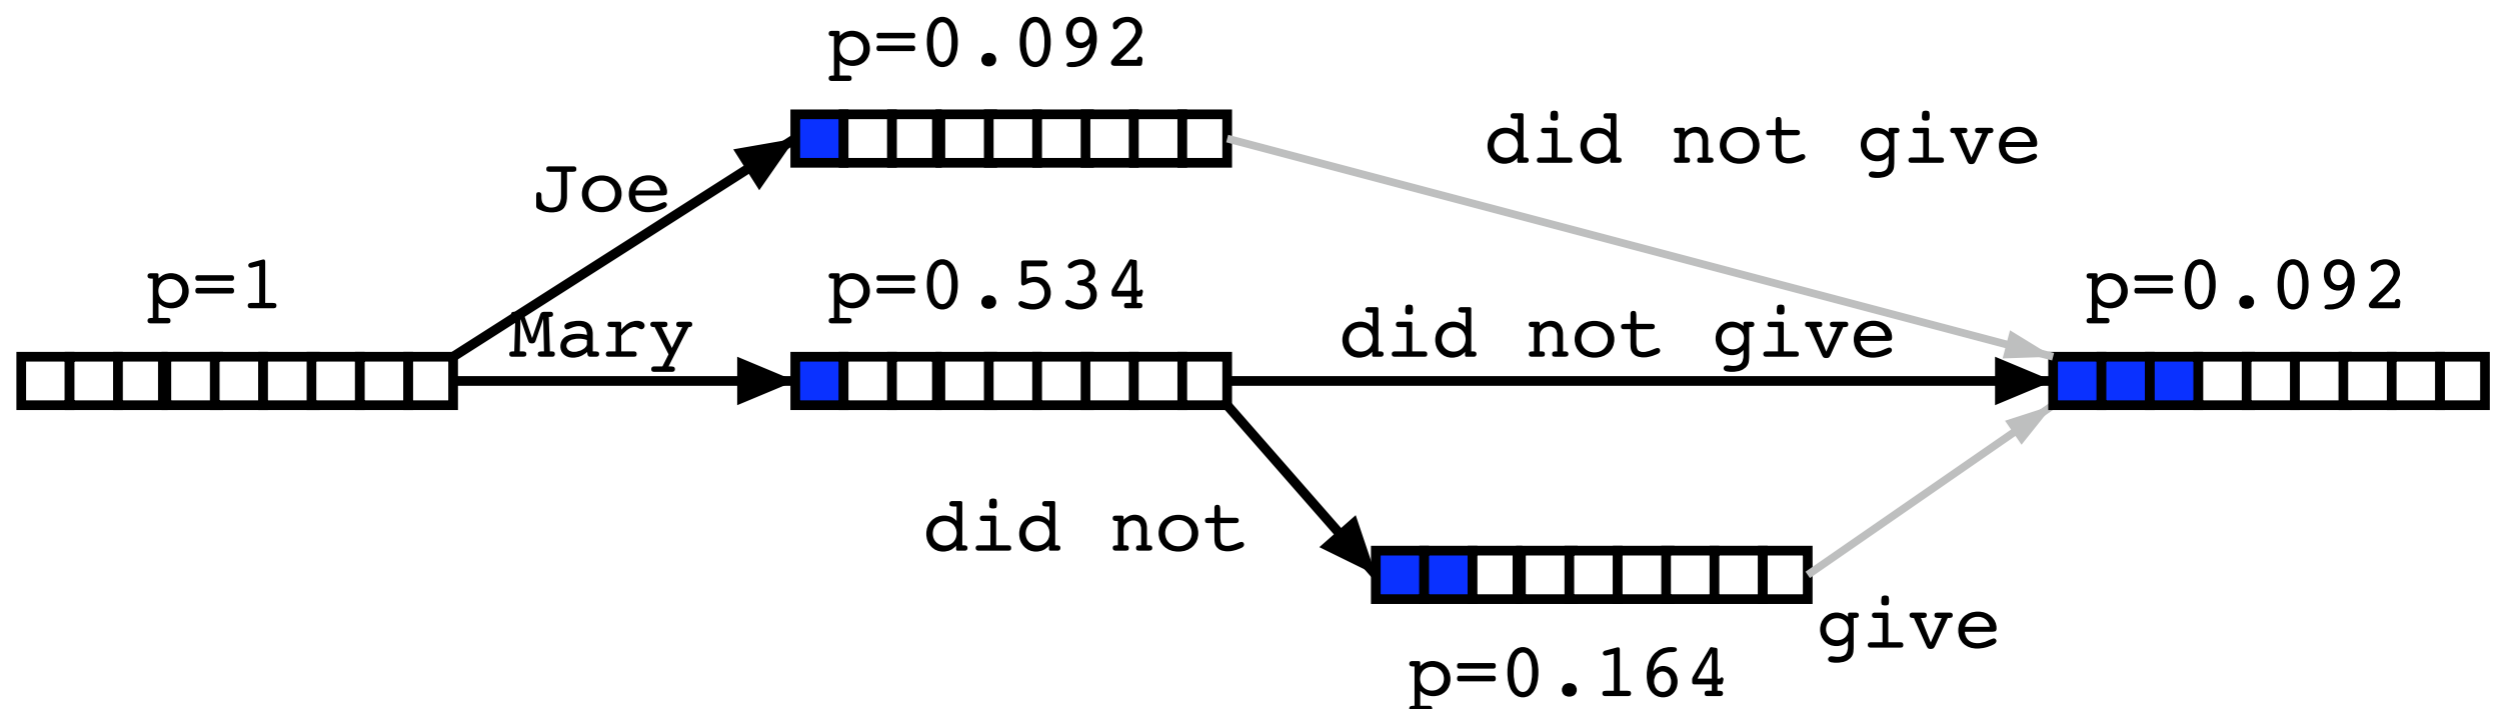 p=0.092
did not give
Joe
p=1
p=0.534
p=0.092
Mary
did not give
did not
give
p=0.164